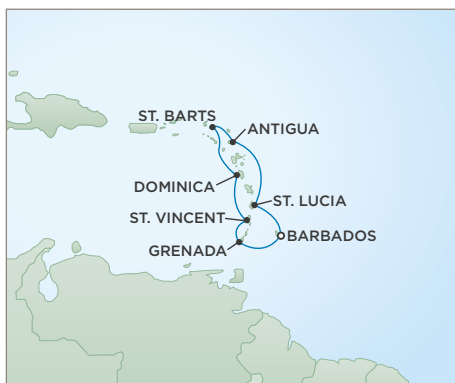 ST. BARTS
ANTIGUA
DOMINICA
ST. LUCIA
ST. VINCENT
BARBADOS
GRENADA